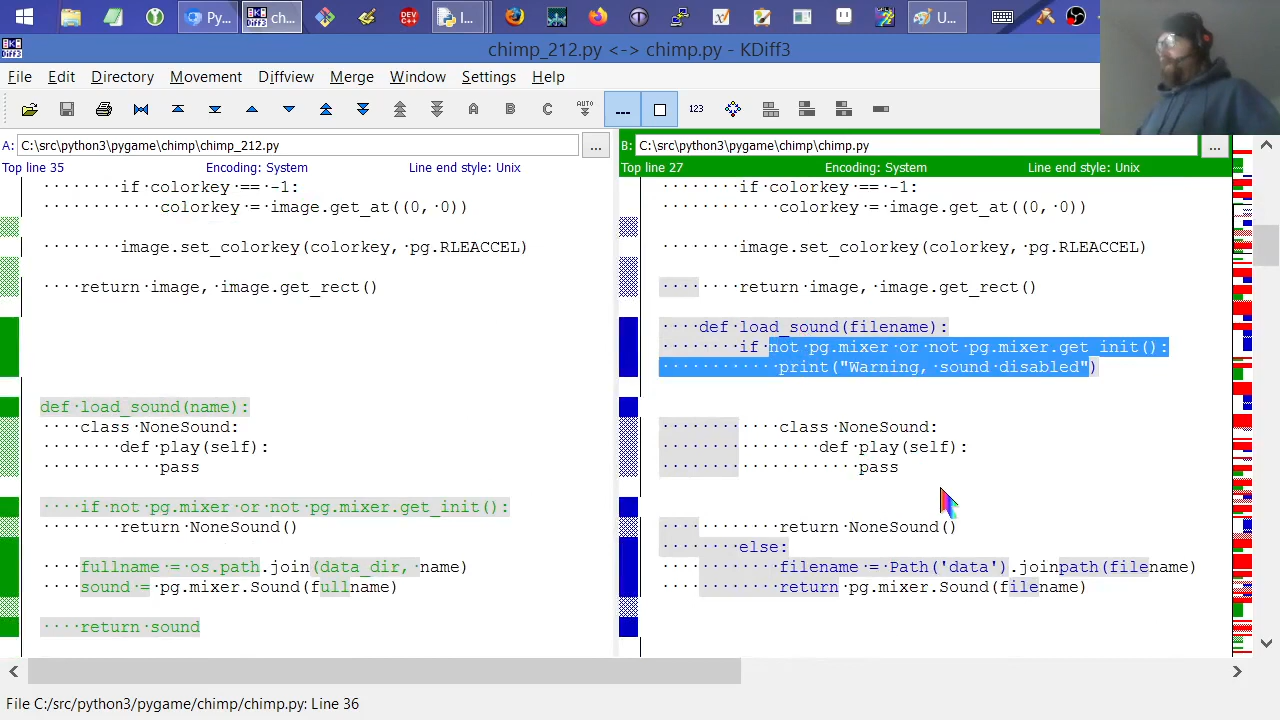 Py...
ch...
DEV C++
I...
U...
chimp_212.py <-> chimp.py - KDiff3
File Edit Directory Movement Diffview Merge Window Settings Help
A B C AUTO 123
A: C:\src\python3\pygame\chimp\chimp_212.py ...
Top line 35 Encoding: System Line end style: Unix
········if·colorkey·==·-1:
············colorkey·=·image.get_at((0,·0))
········image.set_colorkey(colorkey,·pg.RLEACCEL)
····return·image,·image.get_rect()
def·load_sound(name):
····class·NoneSound:
········def·play(self):
············pass
····if·not·pg.mixer·or·not·pg.mixer.get_init():
········return·NoneSound()
····fullname·=·os.path.join(data_dir,·name)
····sound·=·pg.mixer.Sound(fullname)
····return·sound
B: C:\src\python3\pygame\chimp\chimp.py ...
Top line 27 Encoding: System Line end style: Unix
········if·colorkey·==·-1:
············colorkey·=·image.get_at((0,·0))
········image.set_colorkey(colorkey,·pg.RLEACCEL)
········return·image,·image.get_rect()
····def·load_sound(filename):
········if·not·pg.mixer·or·not·pg.mixer.get_init():
············print("Warning,·sound·disabled")
············class·NoneSound:
················def·play(self):
····················pass
············return·NoneSound()
········else:
············filename·=·Path('data').joinpath(filename)
············return·pg.mixer.Sound(filename)
File C:/src/python3/pygame/chimp/chimp.py: Line 36